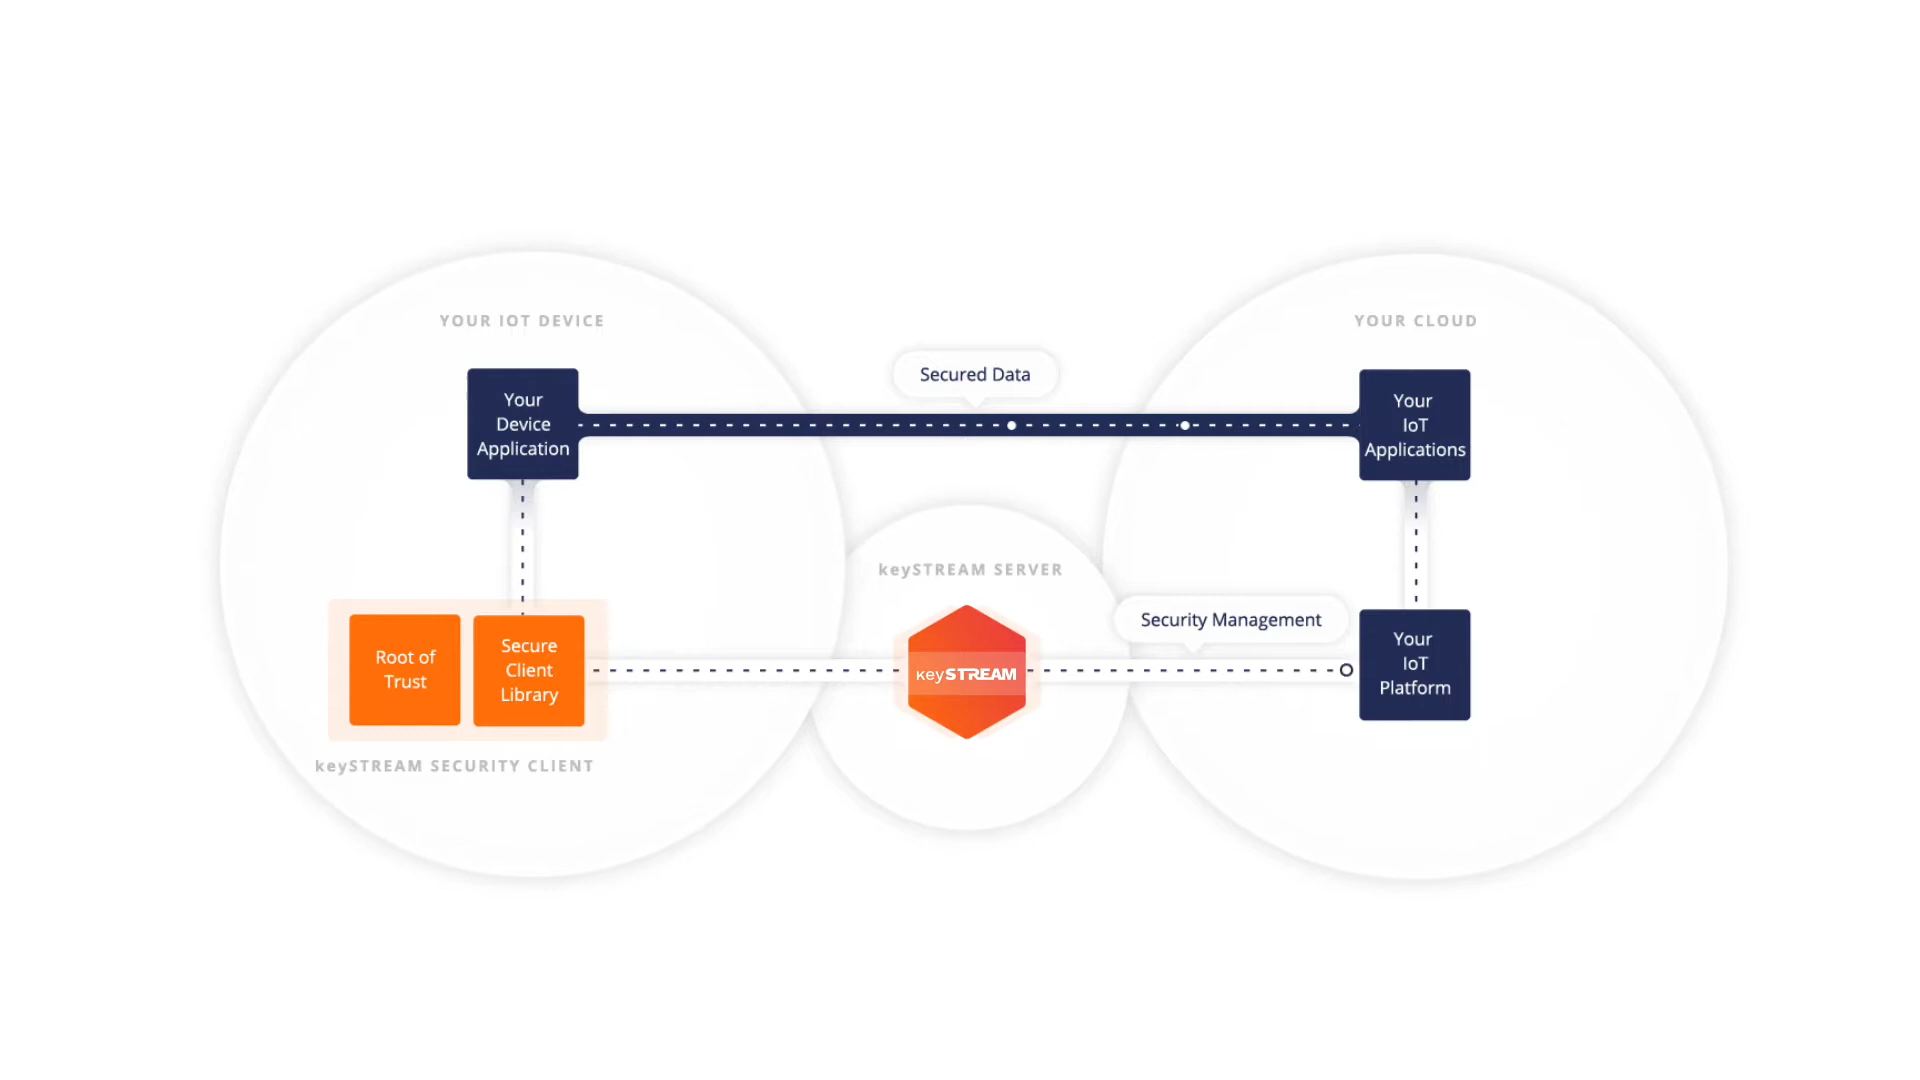 YOUR IOT DEVICE
YOUR CLOUD
Your
Device
Application
Secured Data
Your
IoT
Applications
keySTREAM SERVER
Security Management
Root of
Trust
Secure
Client
Library
keySTREAM
Your
IoT
Platform
keySTREAM SECURITY CLIENT